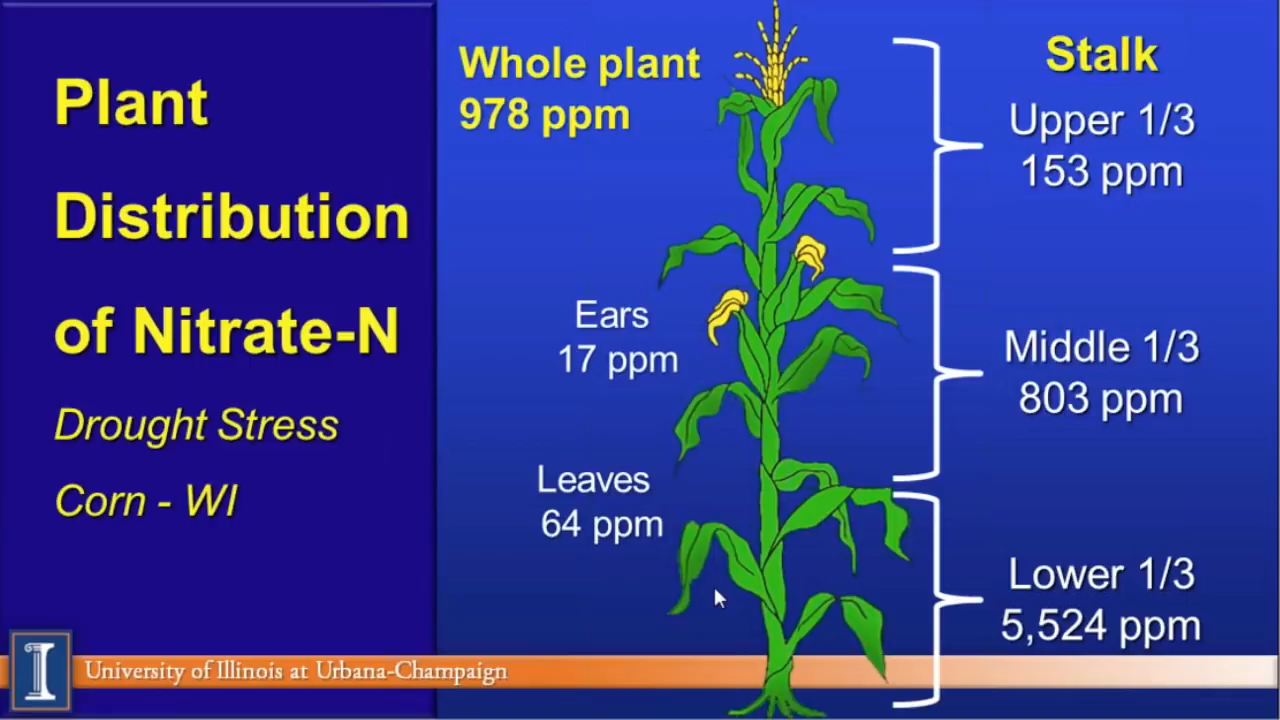 Plant
Distribution
of Nitrate-N
Drought Stress
Corn - WI
Whole plant
978 ppm
Ears
17 ppm
Leaves
64 ppm
Stalk
Upper 1/3
153 ppm
Middle 1/3
803 ppm
Lower 1/3
5,524 ppm
I
University of Illinois at Urbana-Champaign